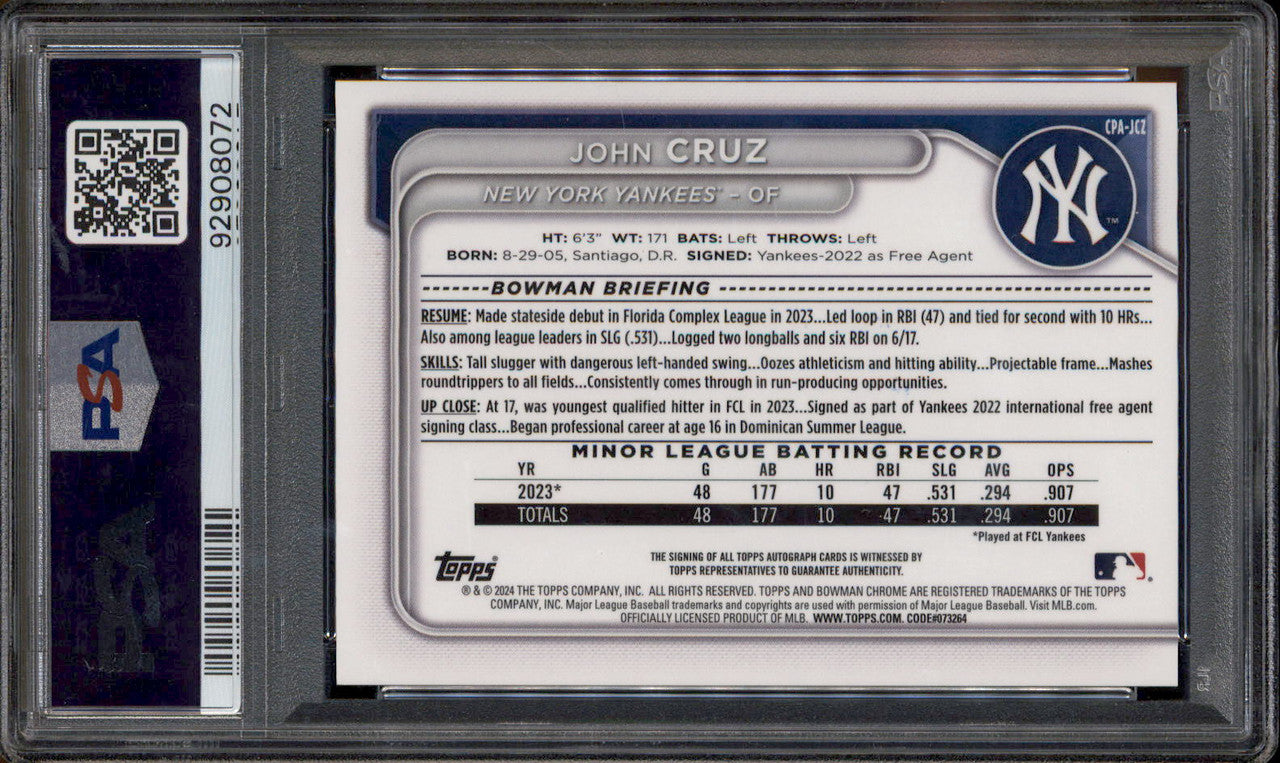 92908072
PSA
CPA-JCZ
JOHN CRUZ
NEW YORK YANKEES™ – OF
NY
TM
HT: 6'3" WT: 171 BATS: Left THROWS: Left
BORN: 8-29-05, Santiago, D.R. SIGNED: Yankees-2022 as Free Agent
BOWMAN BRIEFING
RESUME: Made stateside debut in Florida Complex League in 2023...Led loop in RBI (47) and tied for second with 10 HRs...
Also among league leaders in SLG (.531)...Logged two longballs and six RBI on 6/17.
SKILLS: Tall slugger with dangerous left-handed swing...Oozes athleticism and hitting ability...Projectable frame...Mashes
roundtrippers to all fields...Consistently comes through in run-producing opportunities.
UP CLOSE: At 17, was youngest qualified hitter in FCL in 2023...Signed as part of Yankees 2022 international free agent
signing class...Began professional career at age 16 in Dominican Summer League.
MINOR LEAGUE BATTING RECORD
YR G AB HR RBI SLG AVG OPS
2023* 48 177 10 47 .531 .294 .907
TOTALS 48 177 10 47 .531 .294 .907
*Played at FCL Yankees
Topps
THE SIGNING OF ALL TOPPS AUTOGRAPH CARDS IS WITNESSED BY
TOPPS REPRESENTATIVES TO GUARANTEE AUTHENTICITY.
® & © 2024 THE TOPPS COMPANY, INC. ALL RIGHTS RESERVED. TOPPS AND BOWMAN CHROME ARE REGISTERED TRADEMARKS OF THE TOPPS
COMPANY, INC. Major League Baseball trademarks and copyrights are used with permission of Major League Baseball. Visit MLB.com.
OFFICIALLY LICENSED PRODUCT OF MLB. WWW.TOPPS.COM. CODE#073264